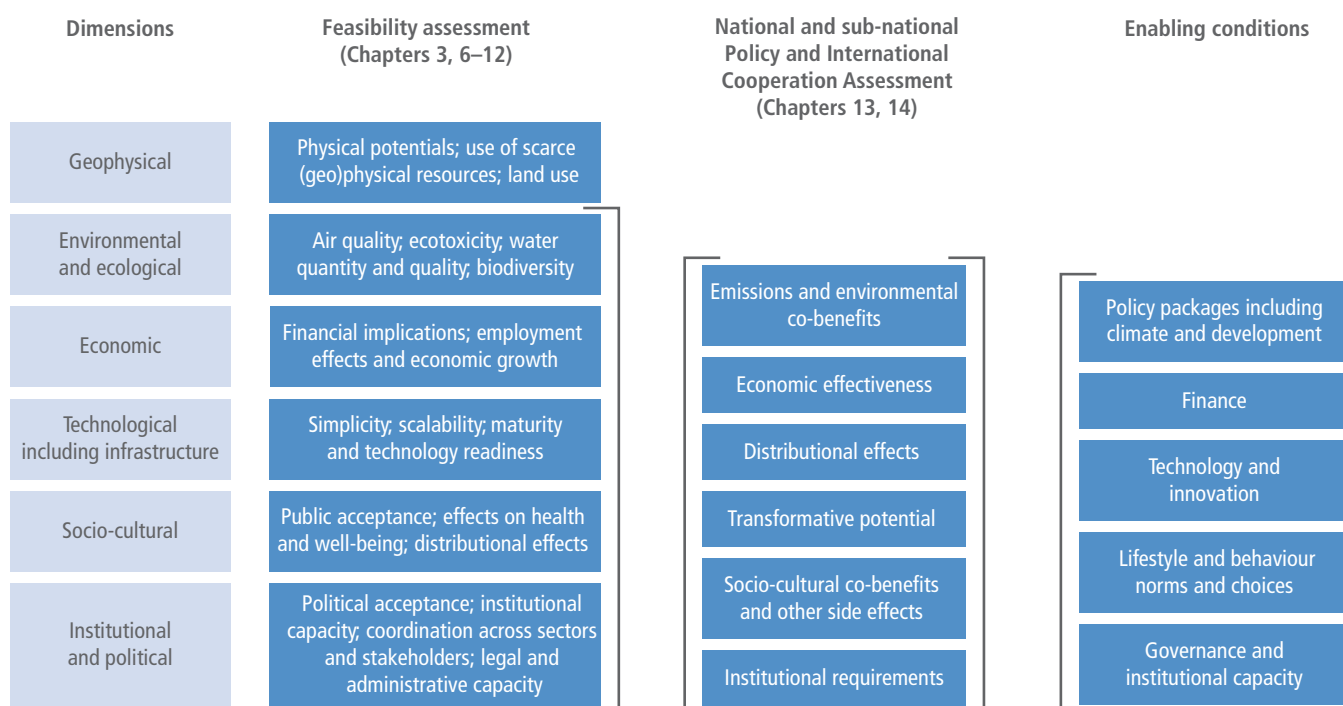 Dimensions
Feasibility assessment
(Chapters 3, 6–12)
National and sub-national
Policy and International
Cooperation Assessment
(Chapters 13, 14)
Enabling conditions
Geophysical
Physical potentials; use of scarce
(geo)physical resources; land use
Environmental
and ecological
Air quality; ecotoxicity; water
quantity and quality; biodiversity
Economic
Financial implications; employment
effects and economic growth
Technological
including infrastructure
Simplicity; scalability; maturity
and technology readiness
Socio-cultural
Public acceptance; effects on health
and well-being; distributional effects
Institutional
and political
Political acceptance; institutional
capacity; coordination across sectors
and stakeholders; legal and
administrative capacity
Emissions and environmental
co-benefits
Economic effectiveness
Distributional effects
Transformative potential
Socio-cultural co-benefits
and other side effects
Institutional requirements
Policy packages including
climate and development
Finance
Technology and
innovation
Lifestyle and behaviour
norms and choices
Governance and
institutional capacity